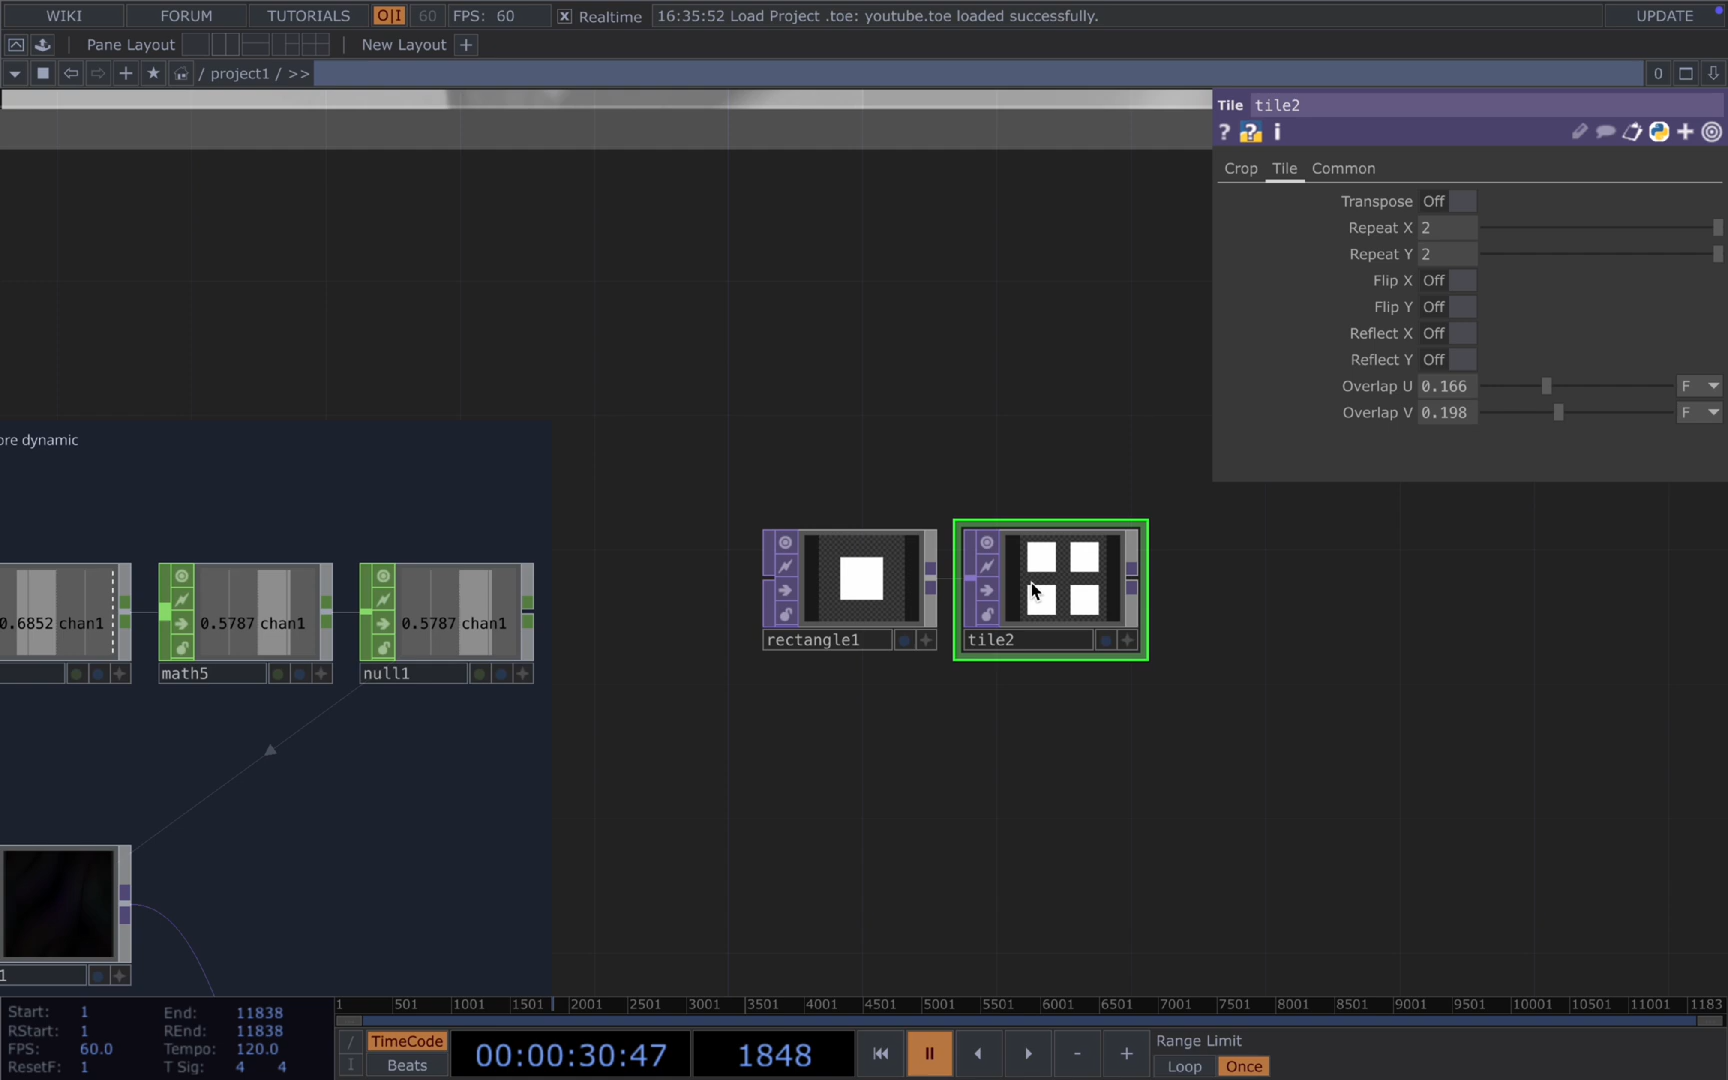 WIKI FORUM TUTORIALS O|I 60 FPS: 60 Realtime 16:35:52 Load Project .toe: youtube.toe loaded successfully. UPDATE
Pane Layout New Layout +
/ project1 / >> 0
Tile tile2
? ? i
Crop Tile Common
Transpose Off
Repeat X 2
Repeat Y 2
Flip X Off
Flip Y Off
Reflect X Off
Reflect Y Off
Overlap U 0.166 F
Overlap V 0.198 F
ore dynamic
0.6852 chan1 0.5787 chan1 0.5787 chan1
math5 null1
rectangle1 tile2
1
1 501 1001 1501 2001 2501 3001 3501 4001 4501 5001 5501 6001 6501 7001 7501 8001 8501 9001 9501 10001 10501 11001 1183
Start: 1 End: 11838
RStart: 1 REnd: 11838
FPS: 60.0 Tempo: 120.0
ResetF: 1 T Sig: 4 4
/ TimeCode
I Beats
00:00:30:47 1848
- +
Range Limit
Loop Once